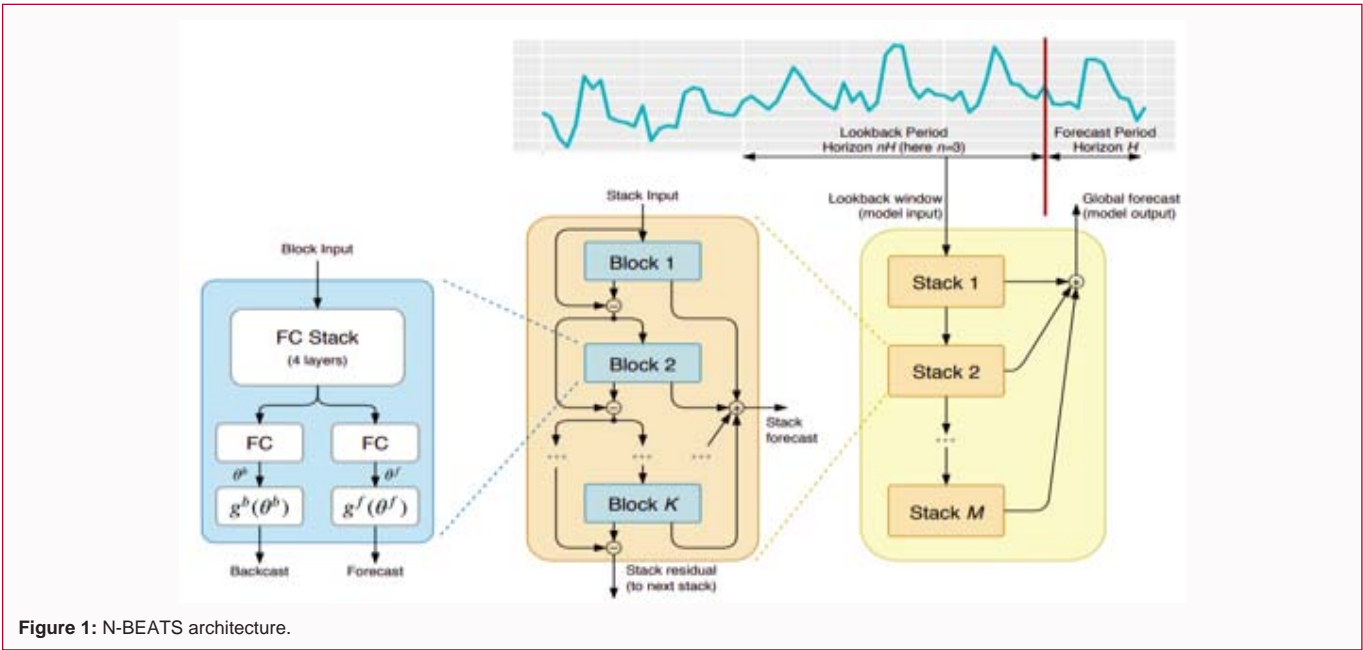 Lookback Period
Horizon nH (here n=3)
Forecast Period
Horizon H
Lookback window
(model input)
Global forecast
(model output)
Block Input
FC Stack
(4 layers)
FC
FC
θᵇ
θᶠ
gᵇ(θᵇ)
gᶠ(θᶠ)
Backcast
Forecast
Stack Input
Block 1
−
Block 2
−
+
Stack
forecast
...
...
...
Block K
−
Stack residual
(to next stack)
Stack 1
+
Stack 2
...
Stack M
Figure 1: N-BEATS architecture.